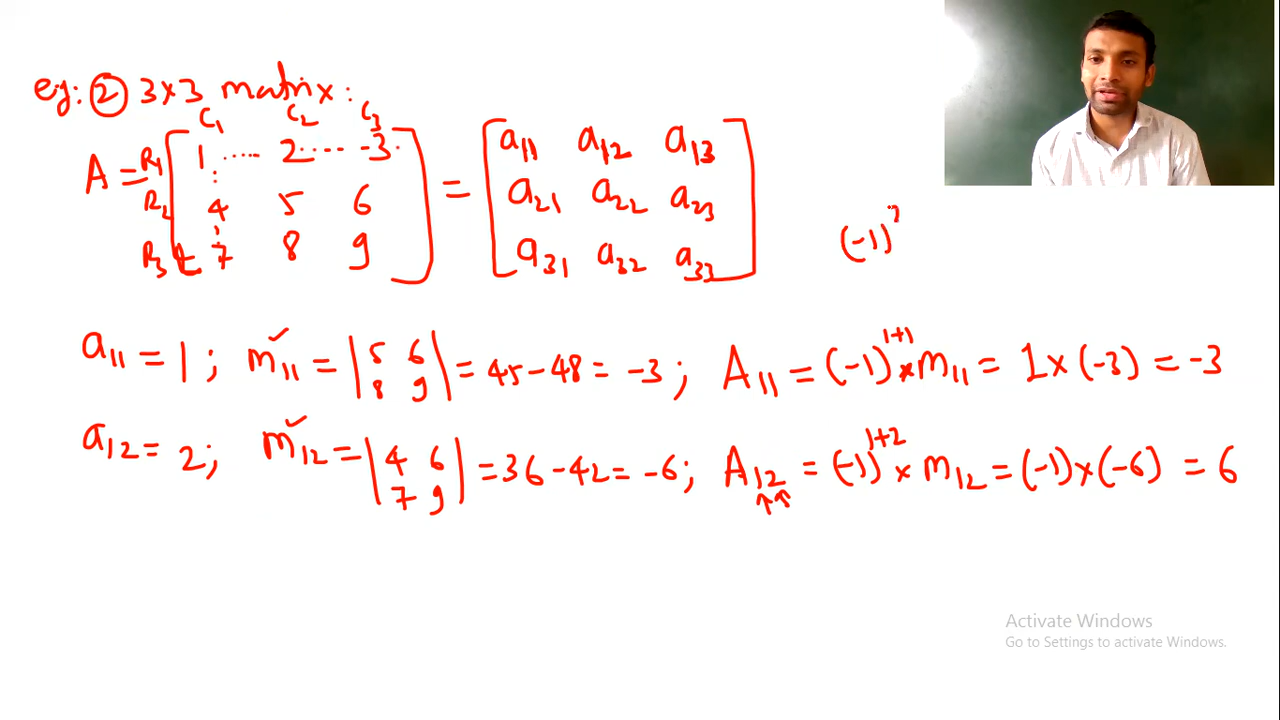 eg: ② 3×3 matrix:
C₁ C₂ C₃
A = R₁ [ 1 ..... 2 .... -3 ] = [ a₁₁ a₁₂ a₁₃ ]
R₂ [ 4 5 6 ] [ a₂₁ a₂₂ a₂₃ ]
R₃ [ 7 8 9 ] [ a₃₁ a₃₂ a₃₃ ]
(-1)
a₁₁ = 1 ; m₁₁ = |5 6 8 9| = 45 - 48 = -3 ; A₁₁ = (-1)¹⁺¹ × m₁₁ = 1 × (-3) = -3
a₁₂ = 2 ; m₁₂ = |4 6 7 9| = 36 - 42 = -6 ; A₁₂ = (-1)¹⁺² × m₁₂ = (-1) × (-6) = 6
Activate Windows
Go to Settings to activate Windows.